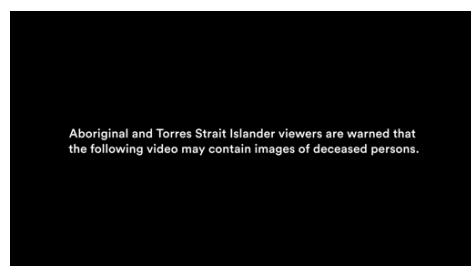 Aboriginal and Torres Strait Islander viewers are warned that
the following video may contain images of deceased persons.